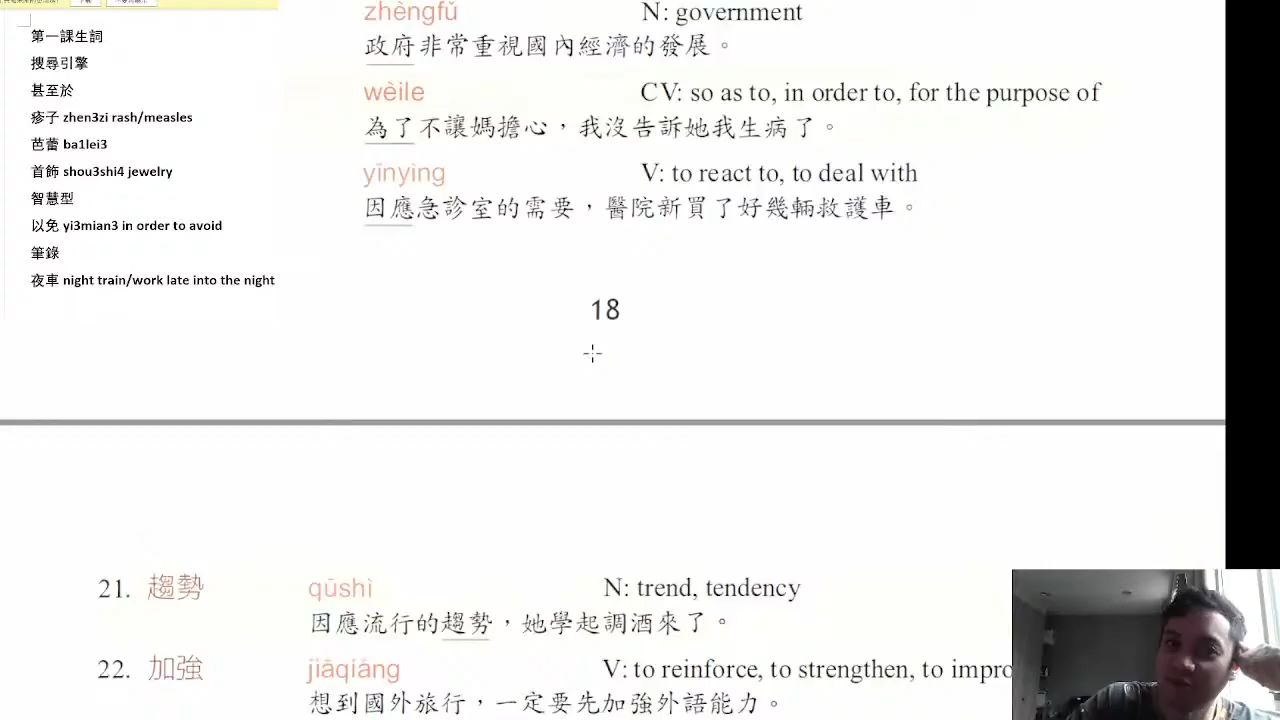 第一課生詞
搜尋引擎
甚至於
疹子 zhen3zi rash/measles
芭蕾 ba1lei3
首飾 shou3shi4 jewelry
智慧型
以免 yi3mian3 in order to avoid
筆錄
夜車 night train/work late into the night
zhèngfǔ N: government
政府非常重視國內經濟的發展。
wèile CV: so as to, in order to, for the purpose of
為了不讓媽擔心，我沒告訴她我生病了。
yīnyìng V: to react to, to deal with
因應急診室的需要，醫院新買了好幾輛救護車。
18
21. 趨勢 qūshì N: trend, tendency
因應流行的趨勢，她學起調酒來了。
22. 加強 jiāqiáng V: to reinforce, to strengthen, to impro
想到國外旅行，一定要先加強外語能力。